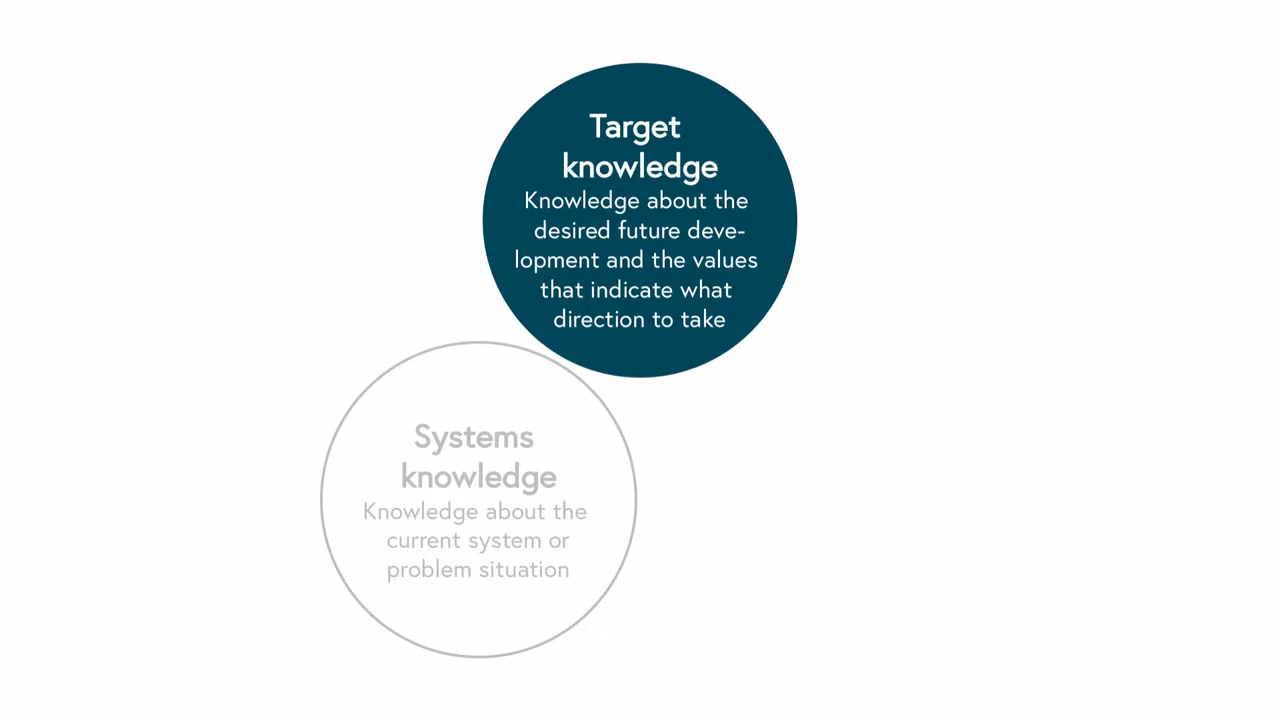 Target
knowledge
Knowledge about the
desired future deve-
lopment and the values
that indicate what
direction to take
Systems
knowledge
Knowledge about the
current system or
problem situation